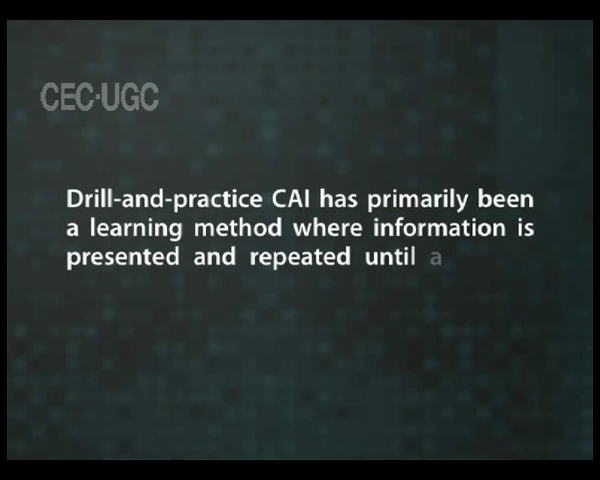 CEC-UGC
Drill-and-practice CAI has primarily been
a learning method where information is
presented and repeated until a